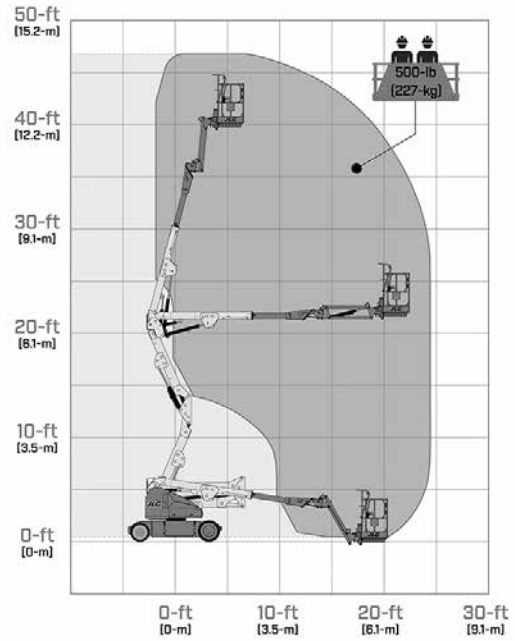 50-ft
[15.2-m]
500-lb
(227-kg)
40-ft
[12.2-m]
30-ft
[9.1-m]
20-ft
[6.1-m]
10-ft
[3.5-m]
JLG
0-ft
[0-m]
0-ft
[0-m]
10-ft
[3.5-m]
20-ft
[6.1-m]
30-ft
[9.1-m]